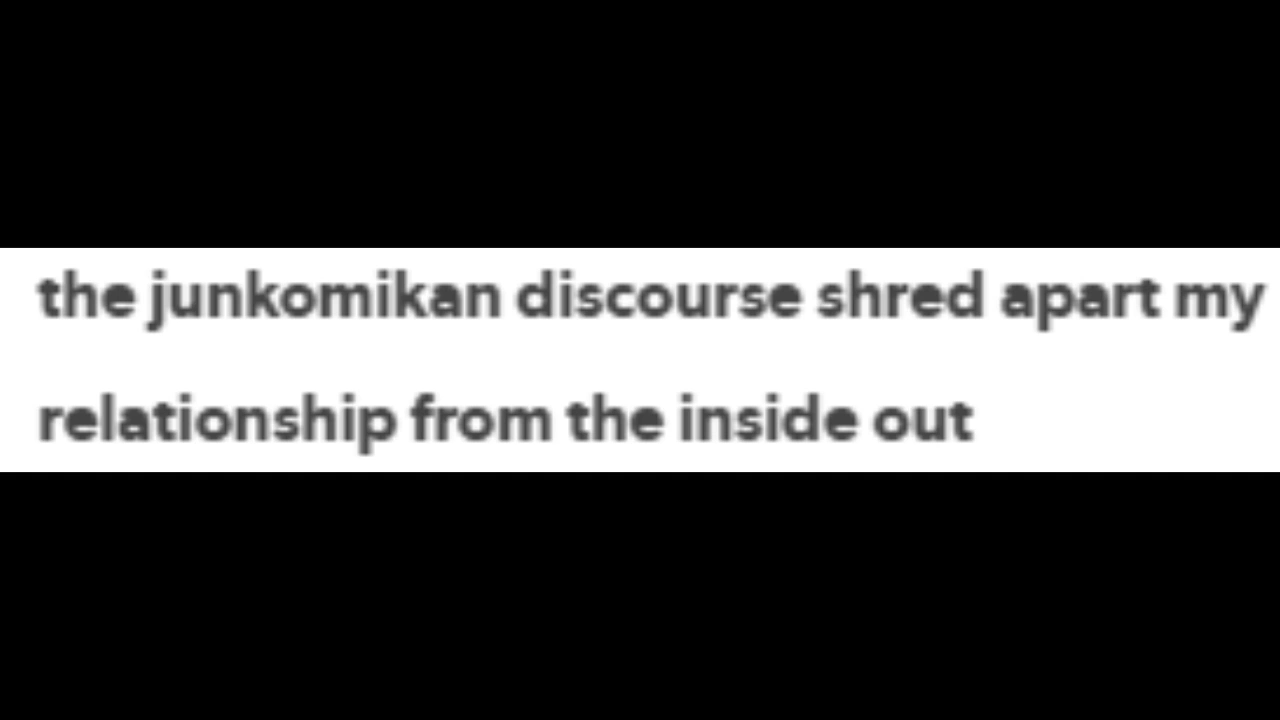 the junkomikan discourse shred apart my
relationship from the inside out